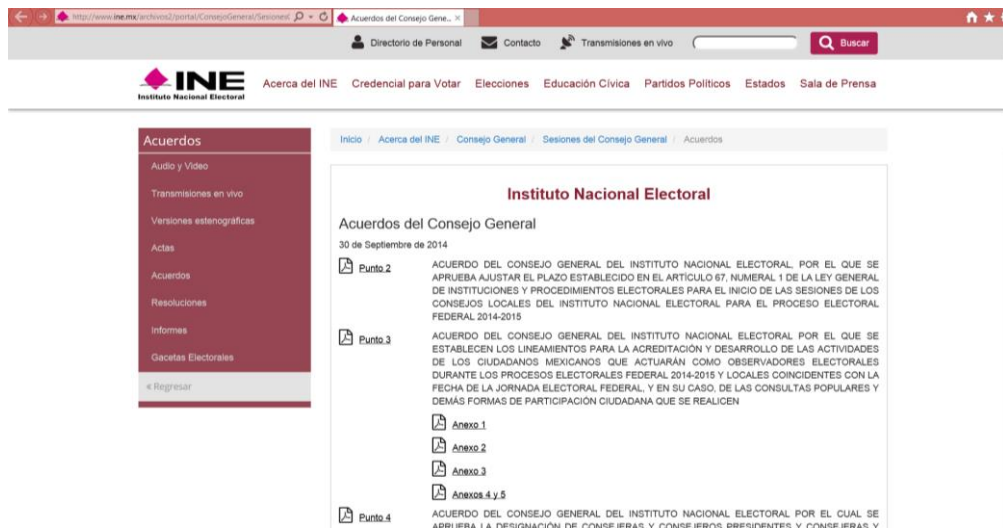 http://www.ine.mx/archivos2/portal/ConsejoGeneral/Sesiones
Acuerdos del Consejo Gene...
Directorio de Personal
Contacto
Transmisiones en vivo
Buscar
INE
Instituto Nacional Electoral
Acerca del INE
Credencial para Votar
Elecciones
Educación Cívica
Partidos Políticos
Estados
Sala de Prensa
Acuerdos
Audio y Video
Transmisiones en vivo
Versiones estenográficas
Actas
Acuerdos
Resoluciones
Informes
Gacetas Electorales
« Regresar
Inicio / Acerca del INE / Consejo General / Sesiones del Consejo General / Acuerdos
Instituto Nacional Electoral
Acuerdos del Consejo General
30 de Septiembre de 2014
Punto 2
ACUERDO DEL CONSEJO GENERAL DEL INSTITUTO NACIONAL ELECTORAL, POR EL QUE SE
APRUEBA AJUSTAR EL PLAZO ESTABLECIDO EN EL ARTÍCULO 67, NUMERAL 1 DE LA LEY GENERAL
DE INSTITUCIONES Y PROCEDIMIENTOS ELECTORALES PARA EL INICIO DE LAS SESIONES DE LOS
CONSEJOS LOCALES DEL INSTITUTO NACIONAL ELECTORAL PARA EL PROCESO ELECTORAL
FEDERAL 2014-2015
Punto 3
ACUERDO DEL CONSEJO GENERAL DEL INSTITUTO NACIONAL ELECTORAL POR EL QUE SE
ESTABLECEN LOS LINEAMIENTOS PARA LA ACREDITACIÓN Y DESARROLLO DE LAS ACTIVIDADES
DE LOS CIUDADANOS MEXICANOS QUE ACTUARÁN COMO OBSERVADORES ELECTORALES
DURANTE LOS PROCESOS ELECTORALES FEDERAL 2014-2015 Y LOCALES COINCIDENTES CON LA
FECHA DE LA JORNADA ELECTORAL FEDERAL, Y EN SU CASO, DE LAS CONSULTAS POPULARES Y
DEMÁS FORMAS DE PARTICIPACIÓN CIUDADANA QUE SE REALICEN
Anexo 1
Anexo 2
Anexo 3
Anexos 4 y 5
Punto 4
ACUERDO DEL CONSEJO GENERAL DEL INSTITUTO NACIONAL ELECTORAL POR EL CUAL SE
APRUEBA LA DESIGNACIÓN DE CONSEJERAS Y CONSEJEROS PRESIDENTES Y CONSEJERAS Y